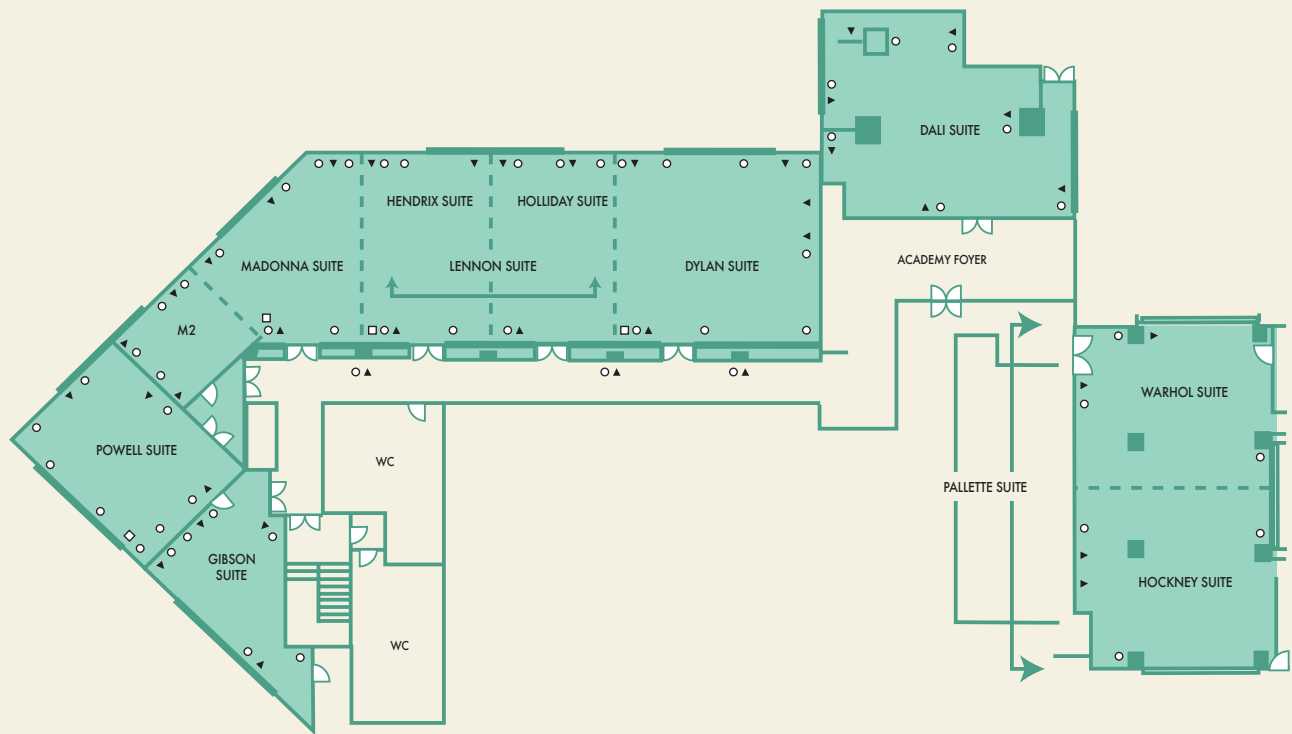 DALI SUITE
HENDRIX SUITE
HOLLIDAY SUITE
MADONNA SUITE
LENNON SUITE
DYLAN SUITE
ACADEMY FOYER
M2
WARHOL SUITE
POWELL SUITE
WC
PALLETTE SUITE
GIBSON
SUITE
HOCKNEY SUITE
WC